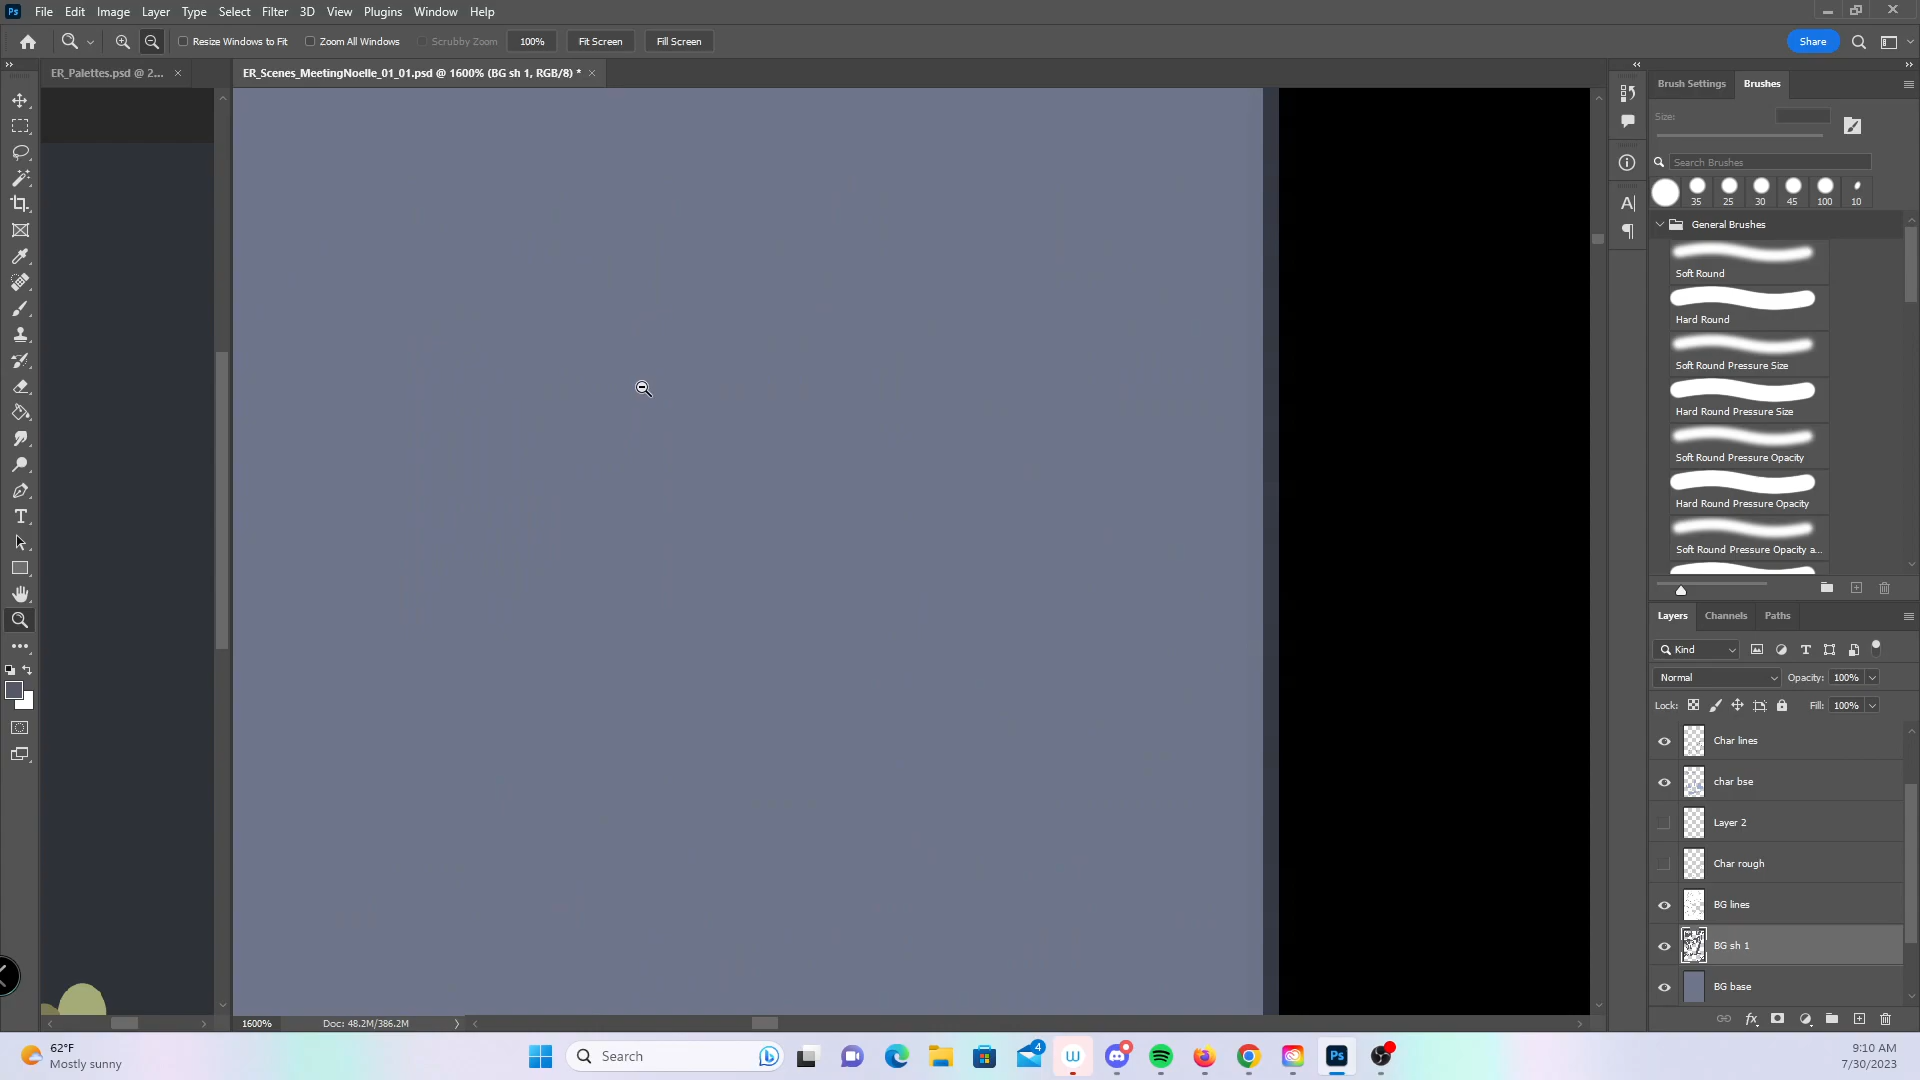 Ps File Edit Image Layer Type Select Filter 3D View Plugins Window Help
Resize Windows to Fit Zoom All Windows Scrubby Zoom 100% Fit Screen Fill Screen Share
ER_Palettes.psd @ 2... × ER_Scenes_MeetingNoelle_01_01.psd @ 1600% (BG sh 1, RGB/8) * ×
Brush Settings Brushes
Size:
Search Brushes
35 25 30 45 100 10
General Brushes
Soft Round
Hard Round
Soft Round Pressure Size
Hard Round Pressure Size
Soft Round Pressure Opacity
Hard Round Pressure Opacity
Soft Round Pressure Opacity a...
Layers Channels Paths
Kind
Normal Opacity: 100%
Lock: Fill: 100%
Char lines
char bse
Layer 2
Char rough
BG lines
BG sh 1
BG base
1600% Doc: 48.2M/386.2M
62°F
Mostly sunny
Search
4
Ps
9:10 AM
7/30/2023